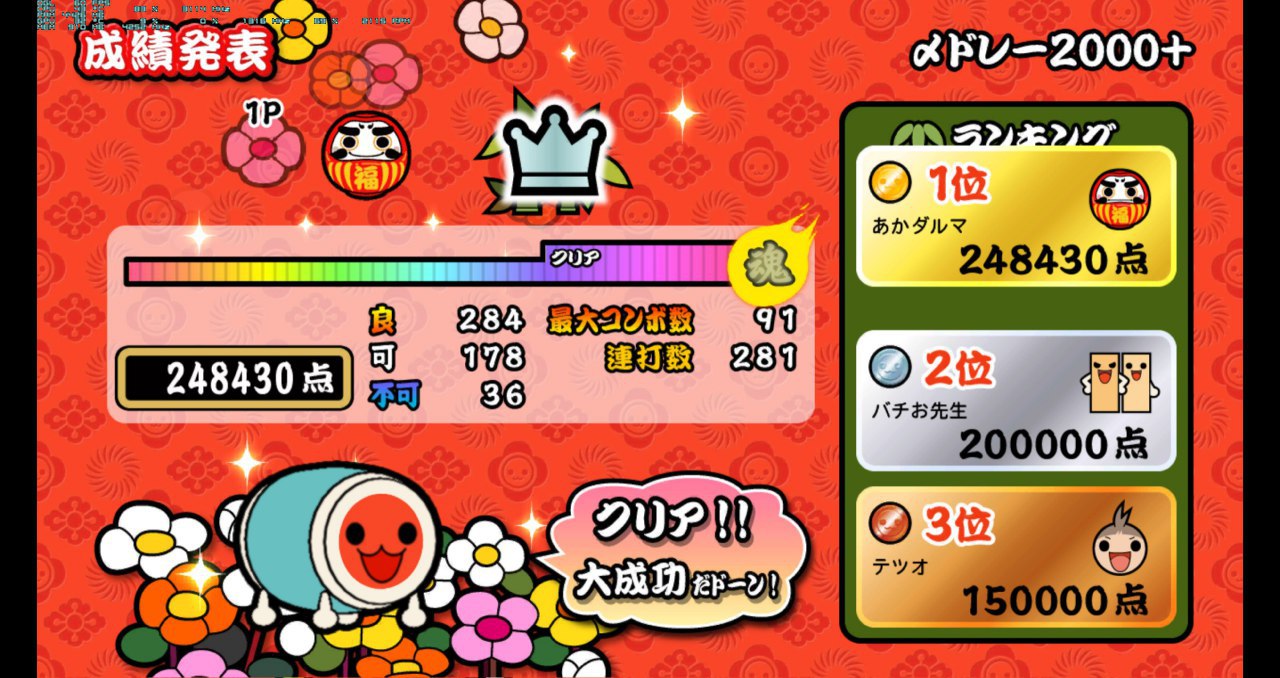 成績発表
〆ドレー2000+
1P
福
クリア
魂
良 284
可 178
不可 36
最大コンボ数 91
連打数 281
248430点
クリア!!
大成功だドーン!
ランキング
1位
あかダルマ
福
248430点
2位
バチお先生
200000点
3位
テツオ
150000点